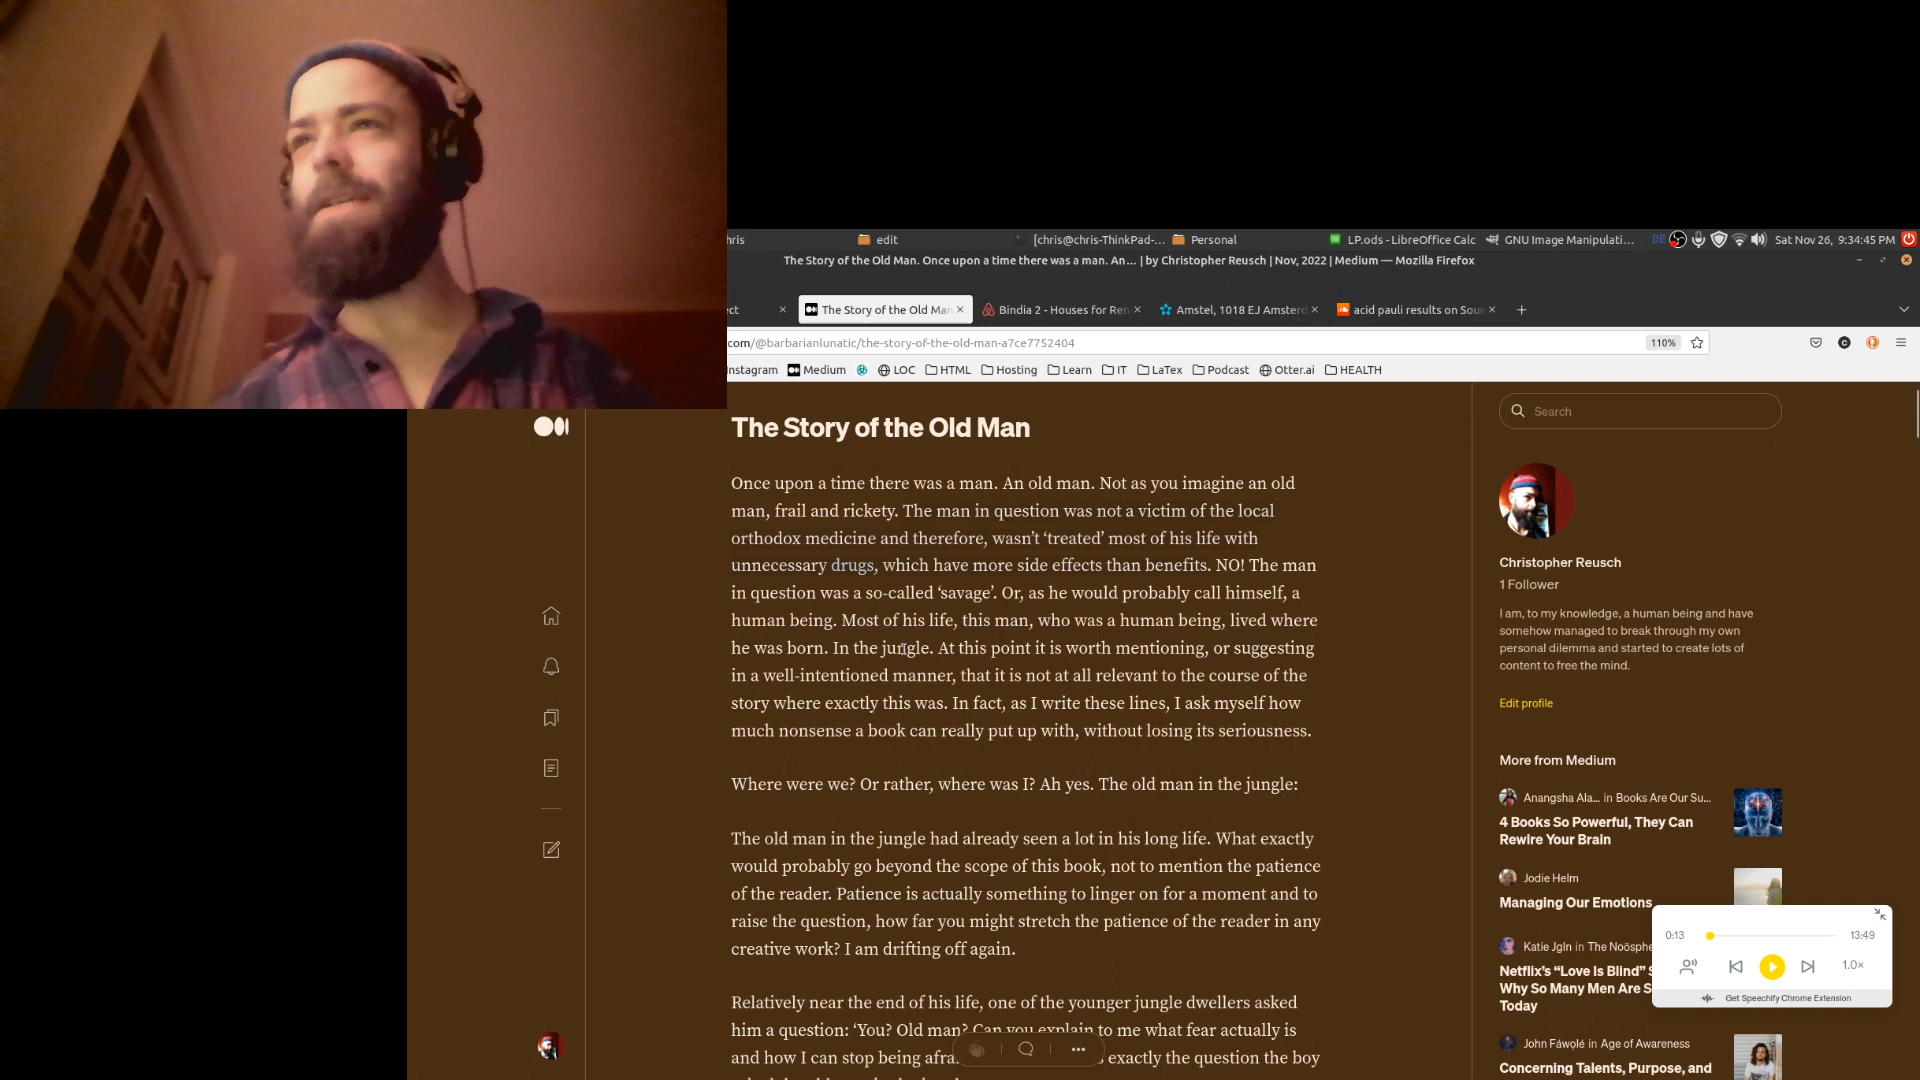 hris
edit
[chris@chris-ThinkPad-...
Personal
LP.ods - LibreOffice Calc
GNU Image Manipulati...
DE
Sat Nov 26, 9:34:45 PM
The Story of the Old Man. Once upon a time there was a man. An... | by Christopher Reusch | Nov, 2022 | Medium — Mozilla Firefox
ect
The Story of the Old Man
Bindia 2 - Houses for Ren
Amstel, 1018 EJ Amsterd
acid pauli results on Soun
com/@barbarianlunatic/the-story-of-the-old-man-a7ce7752404
110%
nstagram
Medium
LOC
HTML
Hosting
Learn
IT
LaTex
Podcast
Otter.ai
HEALTH
The Story of the Old Man
Once upon a time there was a man. An old man. Not as you imagine an old
man, frail and rickety. The man in question was not a victim of the local
orthodox medicine and therefore, wasn’t ‘treated’ most of his life with
unnecessary drugs, which have more side effects than benefits. NO! The man
in question was a so-called ‘savage’. Or, as he would probably call himself, a
human being. Most of his life, this man, who was a human being, lived where
he was born. In the jungle. At this point it is worth mentioning, or suggesting
in a well-intentioned manner, that it is not at all relevant to the course of the
story where exactly this was. In fact, as I write these lines, I ask myself how
much nonsense a book can really put up with, without losing its seriousness.
Where were we? Or rather, where was I? Ah yes. The old man in the jungle:
The old man in the jungle had already seen a lot in his long life. What exactly
would probably go beyond the scope of this book, not to mention the patience
of the reader. Patience is actually something to linger on for a moment and to
raise the question, how far you might stretch the patience of the reader in any
creative work? I am drifting off again.
Relatively near the end of his life, one of the younger jungle dwellers asked
him a question: ‘You? Old man? Can you explain to me what fear actually is
and how I can stop being afra
exactly the question the boy
Search
Christopher Reusch
1 Follower
I am, to my knowledge, a human being and have
somehow managed to break through my own
personal dilemma and started to create lots of
content to free the mind.
Edit profile
More from Medium
Anangsha Ala... in Books Are Our Su...
4 Books So Powerful, They Can
Rewire Your Brain
Jodie Helm
Managing Our Emotions
Katie Jgln in The Noösphe
Netflix’s “Love Is Blind” S
Why So Many Men Are S
Today
John Fáwọlé in Age of Awareness
Concerning Talents, Purpose, and
0:13
13:49
1.0×
Get Speechify Chrome Extension